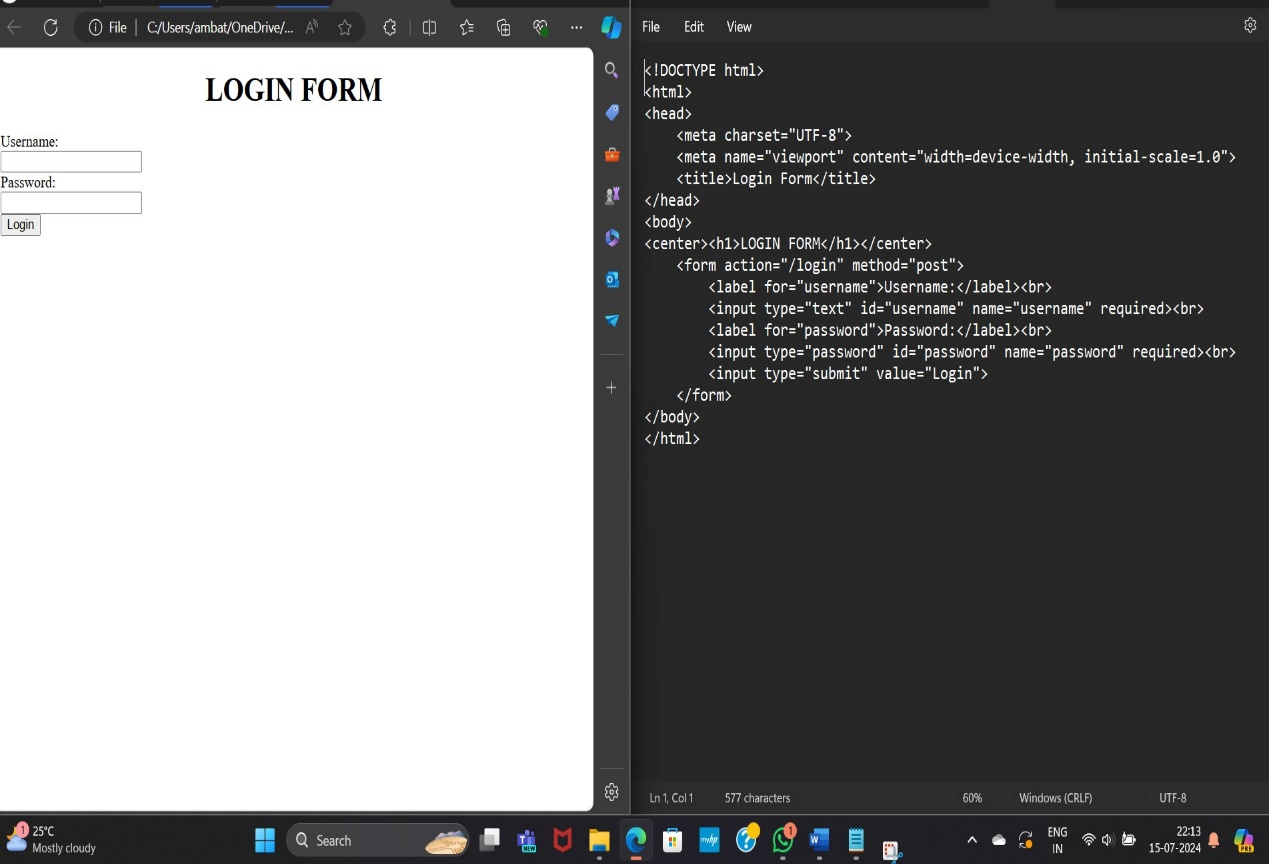 File C:/Users/ambat/OneDrive/...
LOGIN FORM
Username:
Password:
Login
File Edit View
<!DOCTYPE html>
<html>
<head>
    <meta charset="UTF-8">
    <meta name="viewport" content="width=device-width, initial-scale=1.0">
    <title>Login Form</title>
</head>
<body>
<center><h1>LOGIN FORM</h1></center>
    <form action="/login" method="post">
        <label for="username">Username:</label><br>
        <input type="text" id="username" name="username" required><br>
        <label for="password">Password:</label><br>
        <input type="password" id="password" name="password" required><br>
        <input type="submit" value="Login">
    </form>
</body>
</html>
Ln 1, Col 1 577 characters 60% Windows (CRLF) UTF-8
1 25°C
Mostly cloudy
Search
NEW
myhp
1
W
ENG
IN
22:13
15-07-2024
PRE